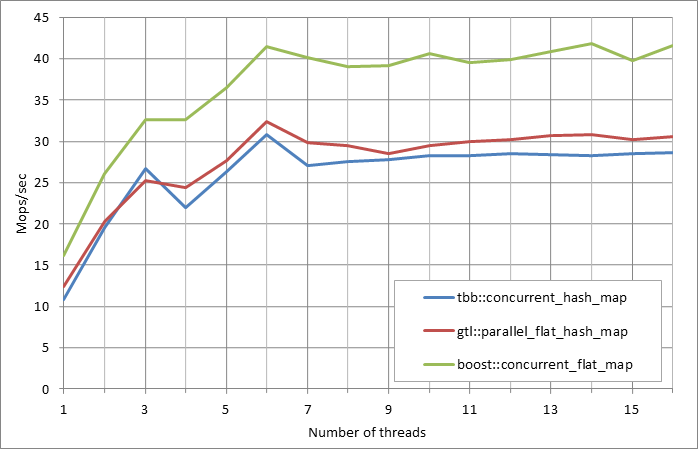 45
40
35
30
25
20
15
10
5
0
Mops/sec
tbb::concurrent_hash_map
gtl::parallel_flat_hash_map
boost::concurrent_flat_map
1 3 5 7 9 11 13 15
Number of threads